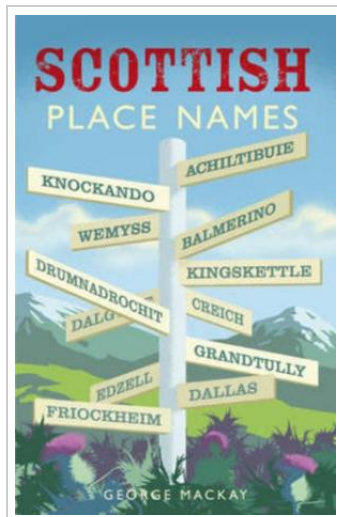 SCOTTISH
PLACE NAMES
ACHILTIBUIE
KNOCKANDO
WEMYSS
BALMERINO
DRUMNADROCHIT
KINGSKETTLE
CREICH
GRANDTULLY
EDZELL
DALLAS
FRIOCKHEIM
GEORGE MACKAY